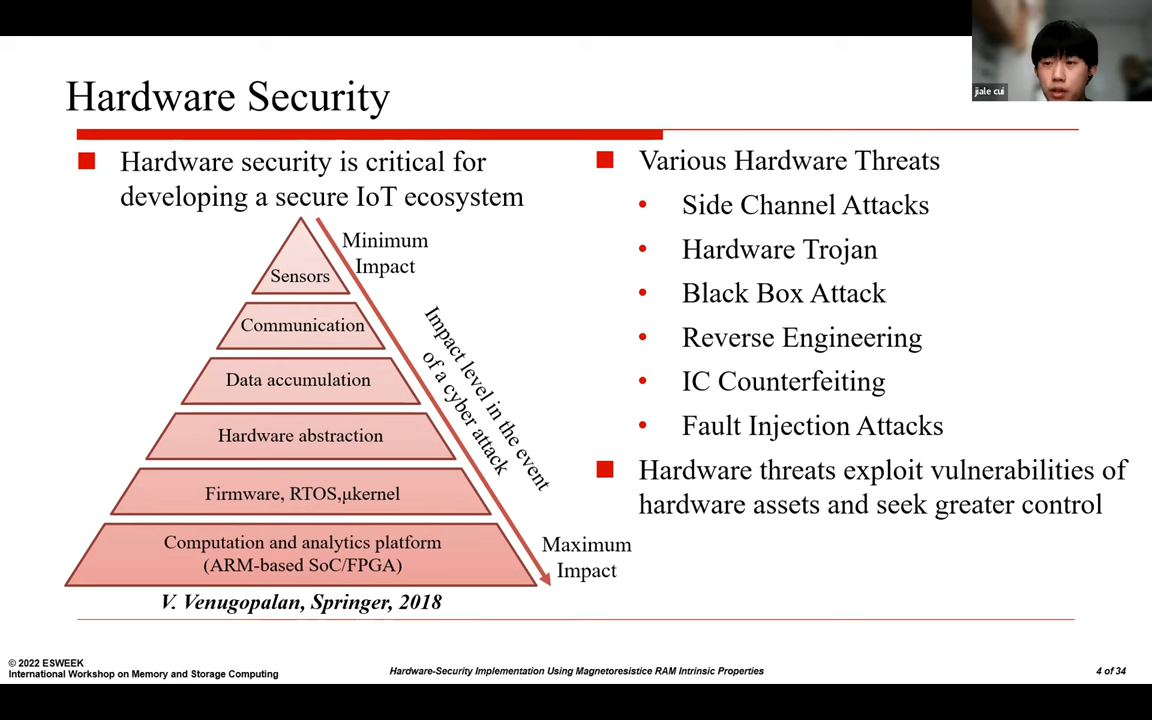 jiale cui
Hardware Security
Hardware security is critical for
developing a secure IoT ecosystem
Minimum
Impact
Sensors
Communication
Data accumulation
Hardware abstraction
Firmware, RTOS,μkernel
Computation and analytics platform
(ARM-based SoC/FPGA)
Impact level in the event
of a cyber attack
Maximum
Impact
V. Venugopalan, Springer, 2018
Various Hardware Threats
Side Channel Attacks
Hardware Trojan
Black Box Attack
Reverse Engineering
IC Counterfeiting
Fault Injection Attacks
Hardware threats exploit vulnerabilities of
hardware assets and seek greater control
© 2022 ESWEEK
International Workshop on Memory and Storage Computing
Hardware-Security Implementation Using Magnetoresistice RAM Intrinsic Properties
4 of 34